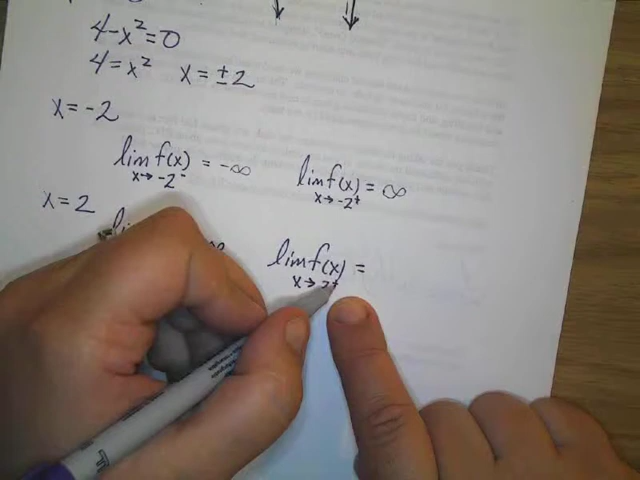 4-x²=0
4=x² x=±2
x=-2
lim f(x) = -∞ lim f(x) = ∞
x→-2⁻ x→-2⁺
x=2 lim f(x) =
x→2⁺